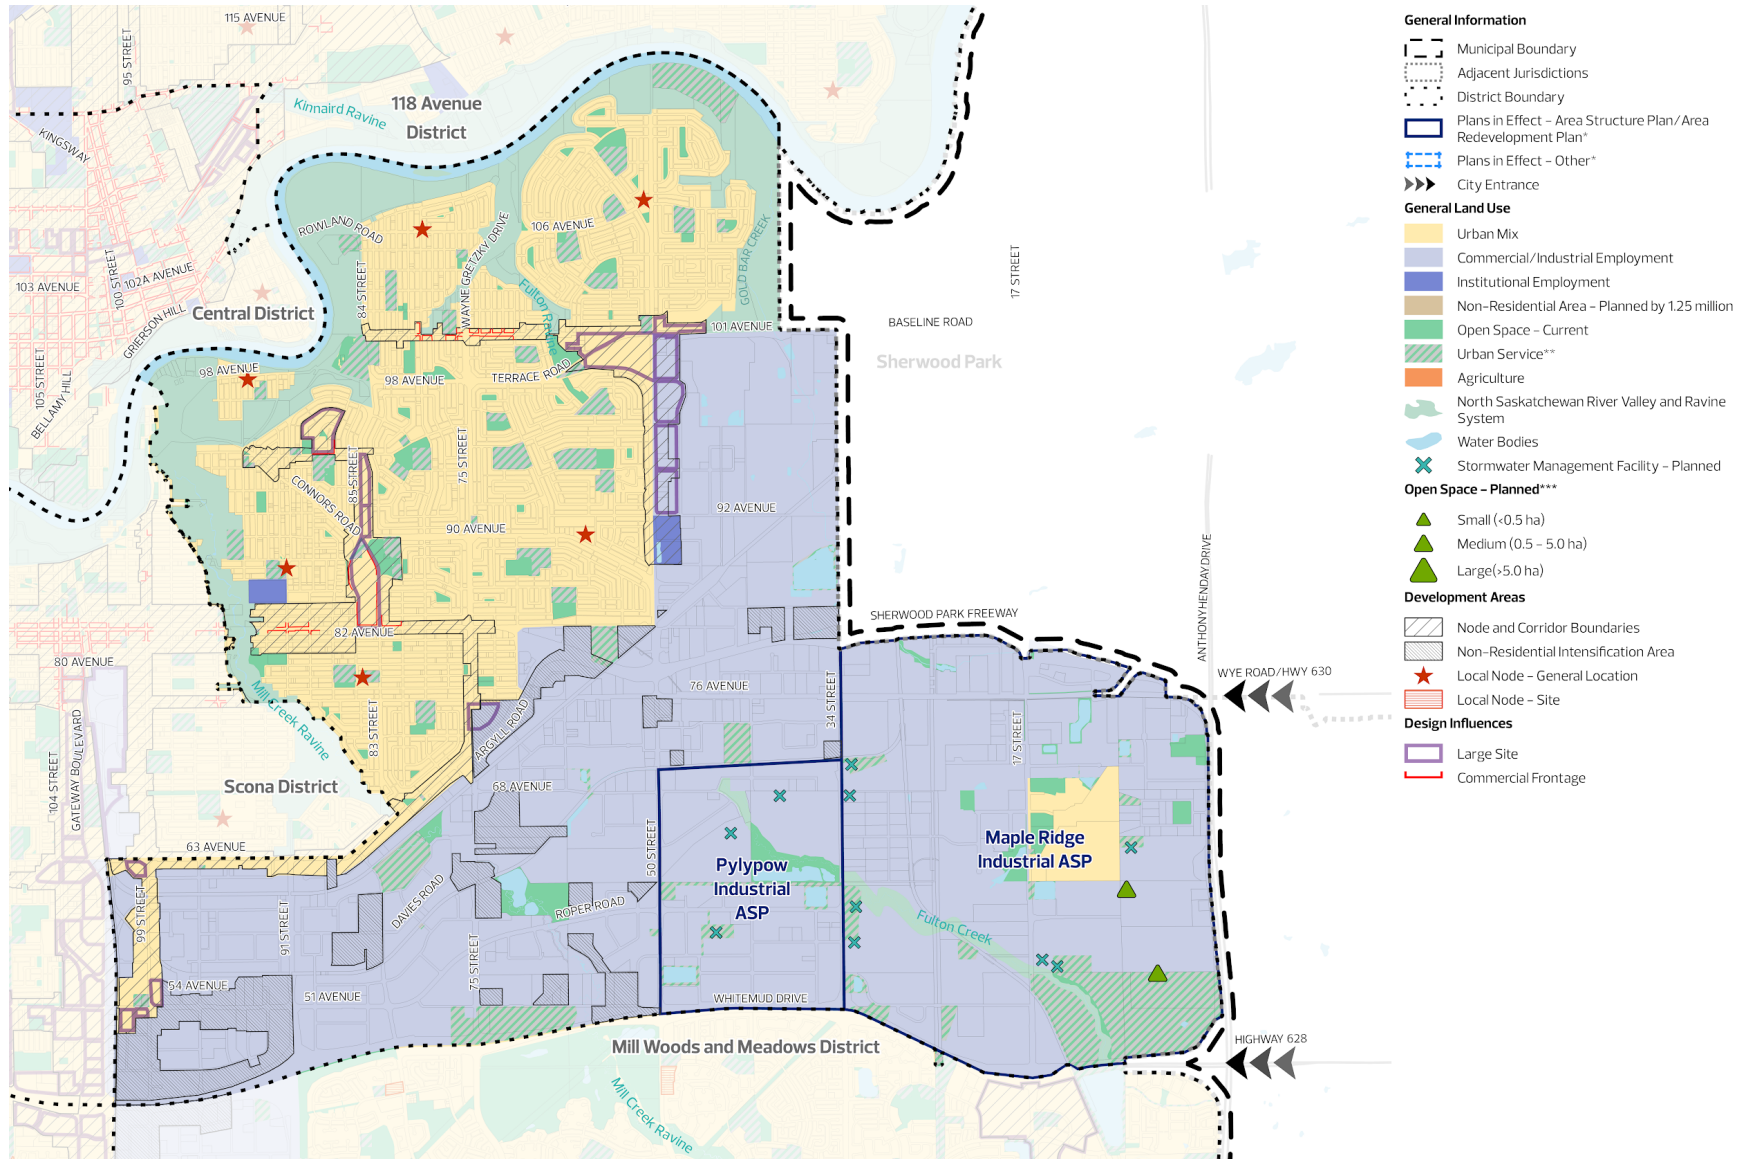 115 AVENUE
95 STREET
Kinnaird Ravine
118 Avenue
District
KINGSWAY
ROWLAND ROAD
106 AVENUE
WAYNE GRETZKY DRIVE
GOLD BAR CREEK
84 STREET
100 STREET
102A AVENUE
103 AVENUE
Central District
GRIERSON HILL
Fulton Ravine
101 AVENUE
17 STREET
BASELINE ROAD
Sherwood Park
105 STREET
BELLAMY HILL
98 AVENUE
98 AVENUE
TERRACE ROAD
75 STREET
85 STREET
CONNORS ROAD
90 AVENUE
92 AVENUE
ANTHONY HENDAY DRIVE
SHERWOOD PARK FREEWAY
82 AVENUE
80 AVENUE
WYE ROAD/HWY 630
76 AVENUE
34 STREET
17 STREET
Mill Creek Ravine
83 STREET
ARGYLL ROAD
104 STREET
GATEWAY BOULEVARD
Scona District
68 AVENUE
63 AVENUE
50 STREET
Pylypow
Industrial
ASP
Maple Ridge
Industrial ASP
99 STREET
91 STREET
DAVIES ROAD
ROPER ROAD
75 STREET
Fulton Creek
54 AVENUE
51 AVENUE
WHITEMUD DRIVE
Mill Woods and Meadows District
HIGHWAY 628
Mill Creek Ravine
General Information
Municipal Boundary
Adjacent Jurisdictions
District Boundary
Plans in Effect – Area Structure Plan/Area
Redevelopment Plan*
Plans in Effect – Other*
City Entrance
General Land Use
Urban Mix
Commercial/Industrial Employment
Institutional Employment
Non-Residential Area – Planned by 1.25 million
Open Space – Current
Urban Service**
Agriculture
North Saskatchewan River Valley and Ravine
System
Water Bodies
Stormwater Management Facility – Planned
Open Space – Planned***
Small (<0.5 ha)
Medium (0.5 – 5.0 ha)
Large(>5.0 ha)
Development Areas
Node and Corridor Boundaries
Non-Residential Intensification Area
Local Node – General Location
Local Node – Site
Design Influences
Large Site
Commercial Frontage